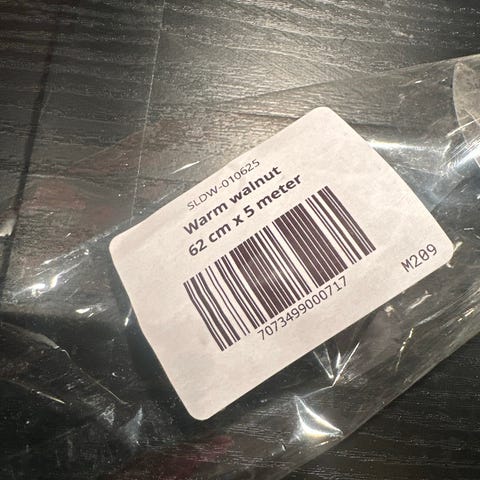 SLDW-010625
Warm walnut
62 cm x 5 meter
7073499000717
M209